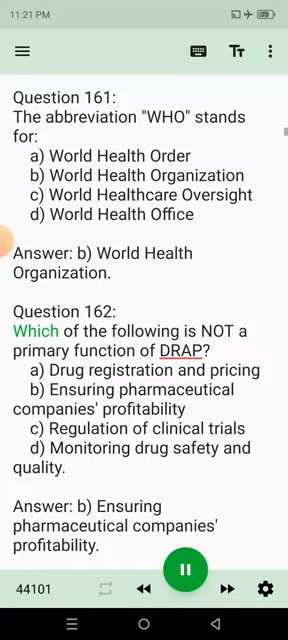 11:21 PM
Question 161:
The abbreviation "WHO" stands
for:
a) World Health Order
b) World Health Organization
c) World Healthcare Oversight
d) World Health Office
Answer: b) World Health
Organization.
Question 162:
Which of the following is NOT a
primary function of DRAP?
a) Drug registration and pricing
b) Ensuring pharmaceutical
companies' profitability
c) Regulation of clinical trials
d) Monitoring drug safety and
quality.
Answer: b) Ensuring
pharmaceutical companies'
profitability.
44101